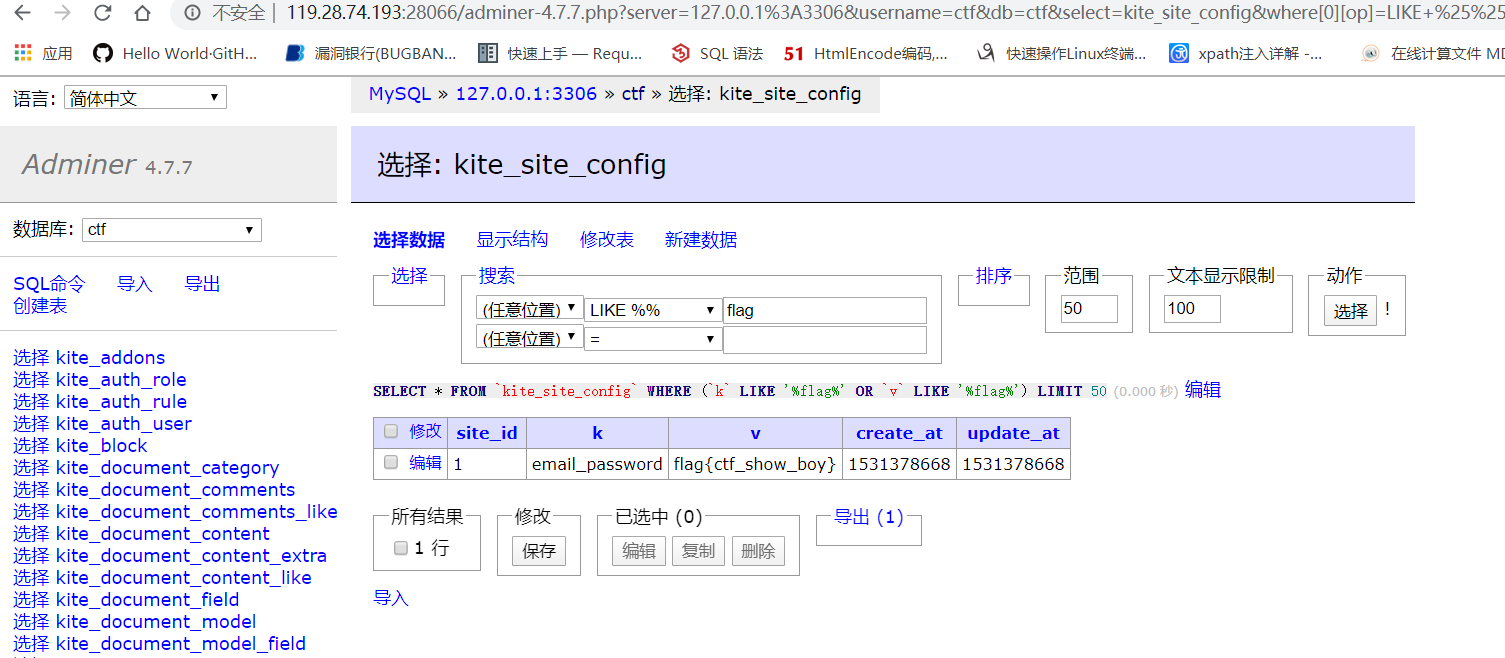 不安全 | 119.28.74.193:28066/adminer-4.7.7.php?server=127.0.0.1%3A3306&username=ctf&db=ctf&select=kite_site_config&where[0][op]=LIKE+%25%25
应用 Hello World·GitH... 漏洞银行(BUGBAN... 快速上手 — Requ... SQL 语法 51 HtmlEncode编码,... 快速操作Linux终端... xpath注入详解 -... 在线计算文件 MD
语言: 简体中文
MySQL » 127.0.0.1:3306 » ctf » 选择: kite_site_config
Adminer 4.7.7
选择: kite_site_config
数据库: ctf
选择数据 显示结构 修改表 新建数据
SQL命令 导入 导出
创建表
选择 搜索 排序 范围 文本显示限制 动作
(任意位置) LIKE %% flag 50 100 选择 !
(任意位置) =
选择 kite_addons
选择 kite_auth_role
选择 kite_auth_rule
选择 kite_auth_user
选择 kite_block
选择 kite_document_category
选择 kite_document_comments
选择 kite_document_comments_like
选择 kite_document_content
选择 kite_document_content_extra
选择 kite_document_content_like
选择 kite_document_field
选择 kite_document_model
选择 kite_document_model_field
SELECT * FROM `kite_site_config` WHERE (`k` LIKE '%flag%' OR `v` LIKE '%flag%') LIMIT 50 (0.000 秒) 编辑
修改 site_id k v create_at update_at
编辑 1 email_password flag{ctf_show_boy} 1531378668 1531378668
所有结果 修改 已选中 (0) 导出 (1)
1 行 保存 编辑 复制 删除
导入